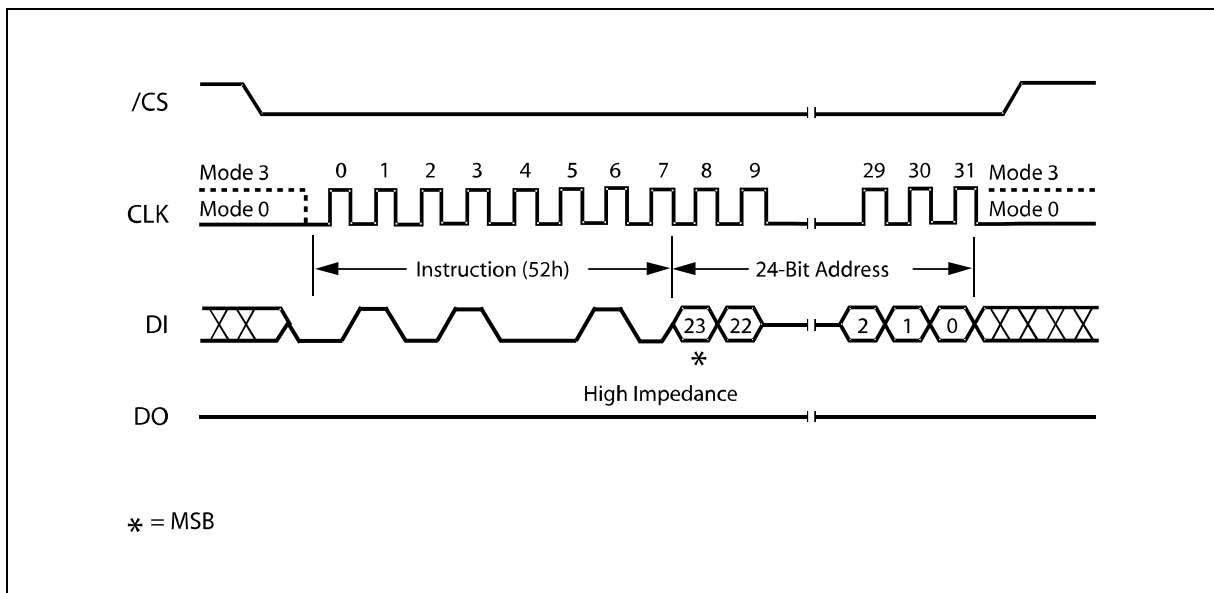 /CS
Mode 3 0 1 2 3 4 5 6 7 8 9 29 30 31 Mode 3
CLK Mode 0 Mode 0
Instruction (52h) 24-Bit Address
DI 23 22 2 1 0
*
High Impedance
DO
* = MSB